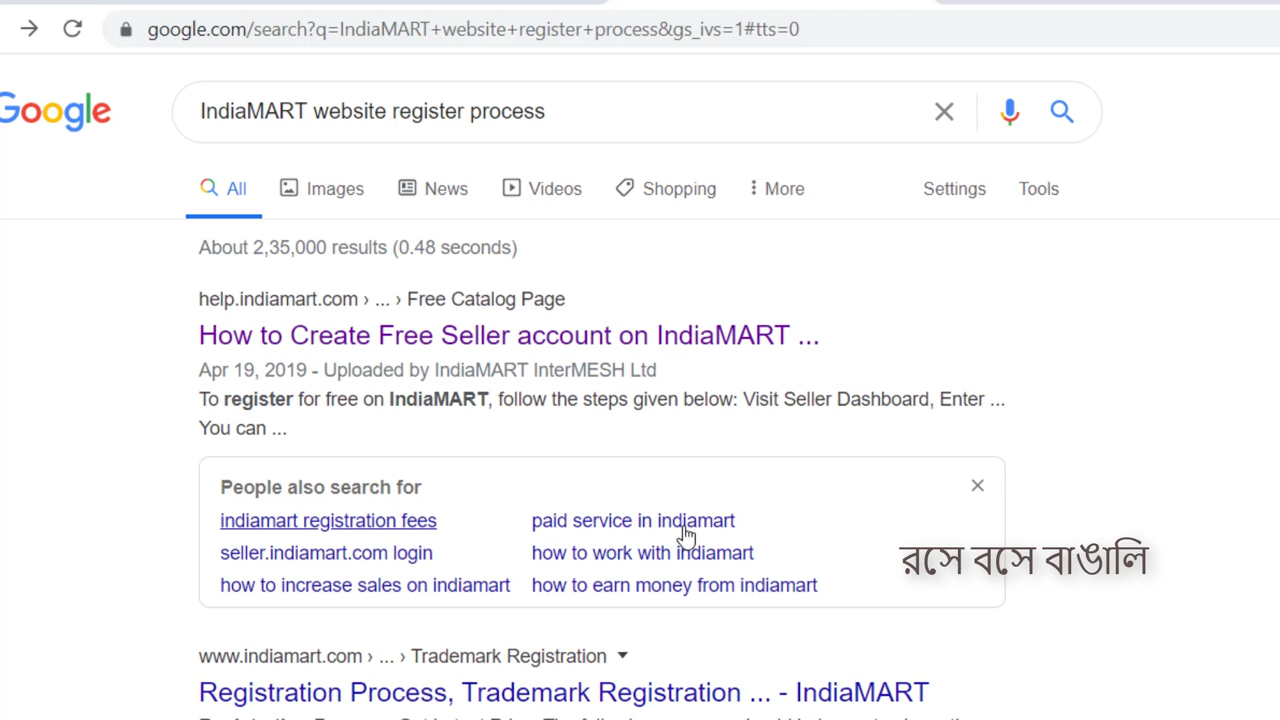 google.com/search?q=IndiaMART+website+register+process&gs_ivs=1#tts=0
Google
IndiaMART website register process
All
Images
News
Videos
Shopping
More
Settings
Tools
About 2,35,000 results (0.48 seconds)
help.indiamart.com › ... › Free Catalog Page
How to Create Free Seller account on IndiaMART ...
Apr 19, 2019 - Uploaded by IndiaMART InterMESH Ltd
To register for free on IndiaMART, follow the steps given below: Visit Seller Dashboard, Enter ...
You can ...
People also search for
indiamart registration fees
paid service in indiamart
seller.indiamart.com login
how to work with indiamart
how to increase sales on indiamart
how to earn money from indiamart
রসে বসে বাঙালি
www.indiamart.com › ... › Trademark Registration
Registration Process, Trademark Registration ... - IndiaMART